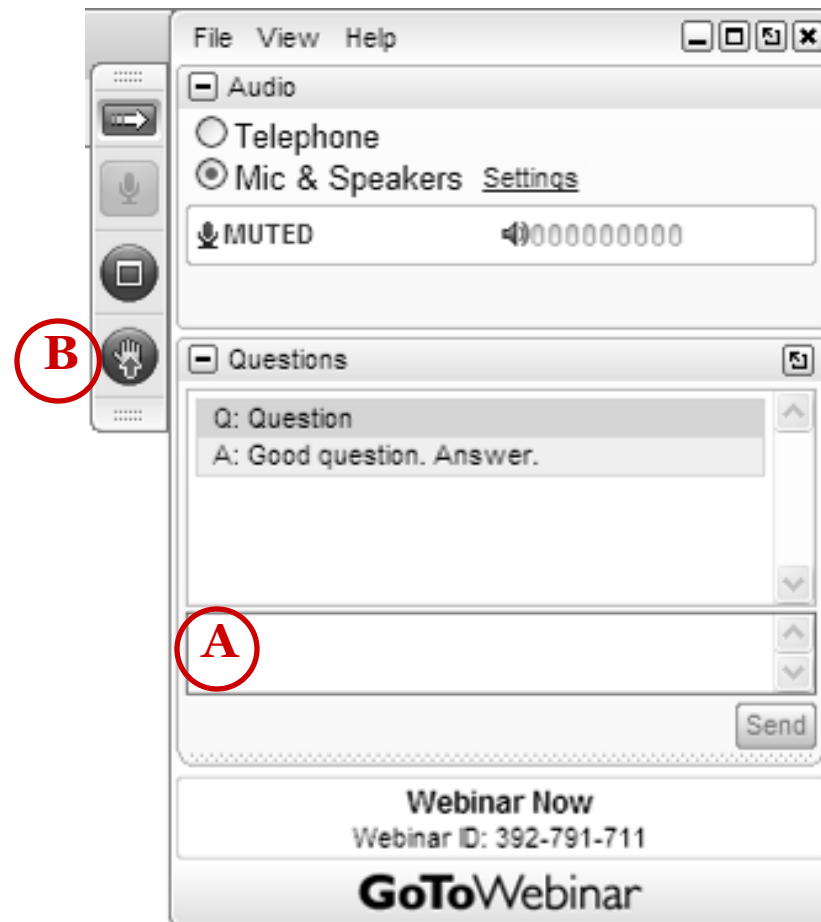 File View Help
Audio
Telephone
Mic & Speakers Settings
MUTED 000000000
B
Questions
Q: Question
A: Good question. Answer.
A
Send
Webinar Now
Webinar ID: 392-791-711
GoToWebinar